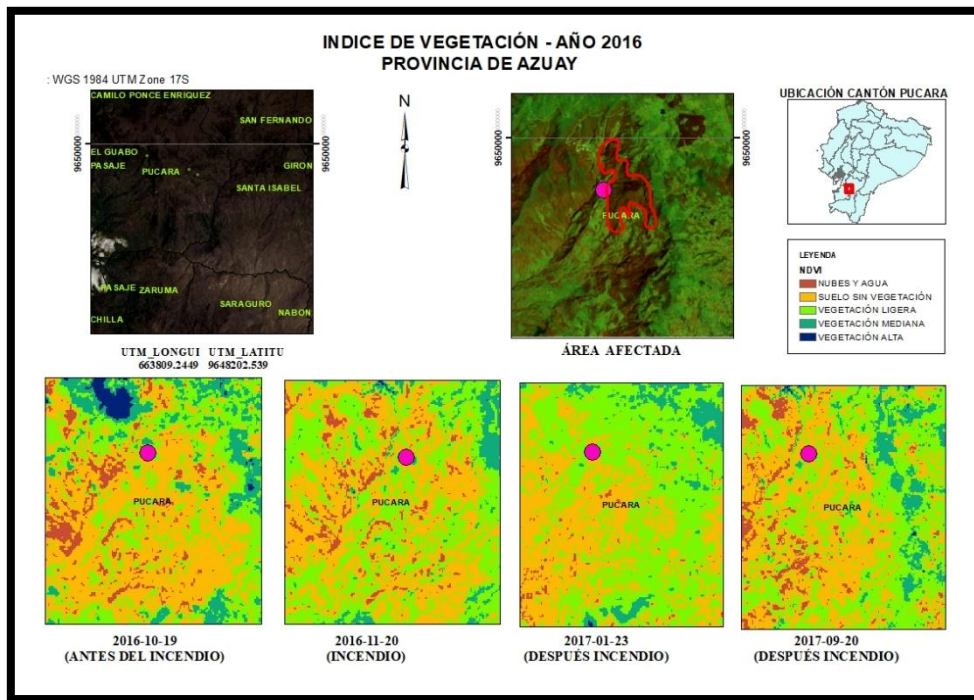 INDICE DE VEGETACIÓN - AÑO 2016
PROVINCIA DE AZUAY
: WGS 1984 UTM Zone 17S
CAMILO PONCE ENRIQUEZ
SAN FERNANDO
9650000
EL GUABO
PASAJE
PUCARA
GIRON
SANTA ISABEL
PASAJE
ZARUMA
SARAGURO
NABON
CHILLA
UTM_LONGUI UTM_LATITU
663809.2449 9648202.539
N
9650000
9650000
PUCARA
ÁREA AFECTADA
UBICACIÓN CANTÓN PUCARA
LEYENDA
NDVI
NUBES Y AGUA
SUELO SIN VEGETACIÓN
VEGETACIÓN LIGERA
VEGETACIÓN MEDIANA
VEGETACIÓN ALTA
PUCARA
PUCARA
PUCARA
PUCARA
2016-10-19
(ANTES DEL INCENDIO)
2016-11-20
(INCENDIO)
2017-01-23
(DESPUÉS INCENDIO)
2017-09-20
(DESPUÉS INCENDIO)